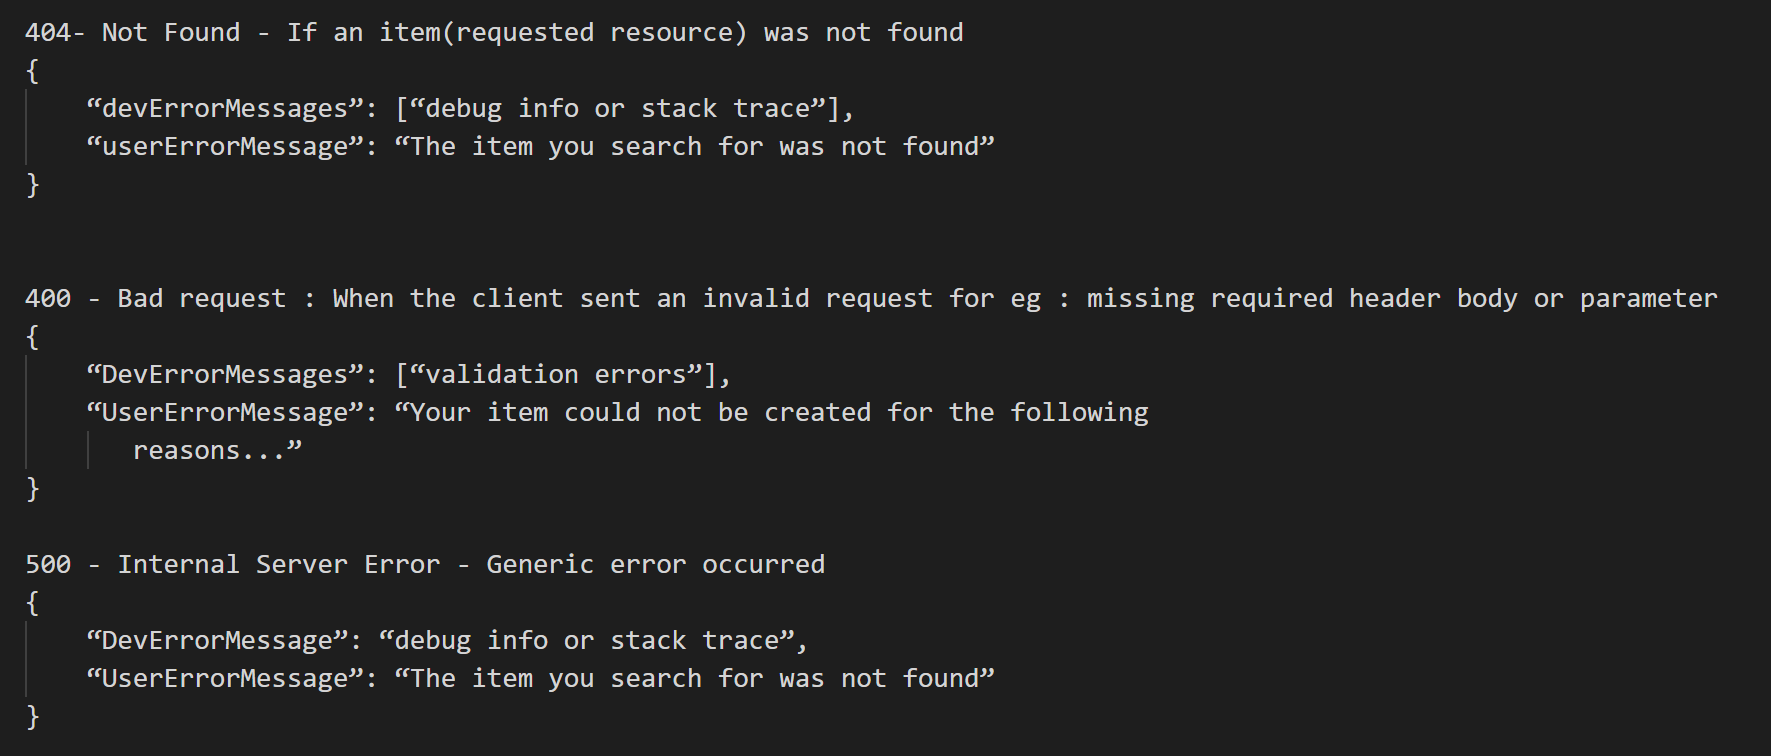 404- Not Found - If an item(requested resource) was not found
{
“devErrorMessages”: [“debug info or stack trace”],
“userErrorMessage”: “The item you search for was not found”
}
400 - Bad request : When the client sent an invalid request for eg : missing required header body or parameter
{
“DevErrorMessages”: [“validation errors”],
“UserErrorMessage”: “Your item could not be created for the following
reasons...”
}
500 - Internal Server Error - Generic error occurred
{
“DevErrorMessage”: “debug info or stack trace”,
“UserErrorMessage”: “The item you search for was not found”
}